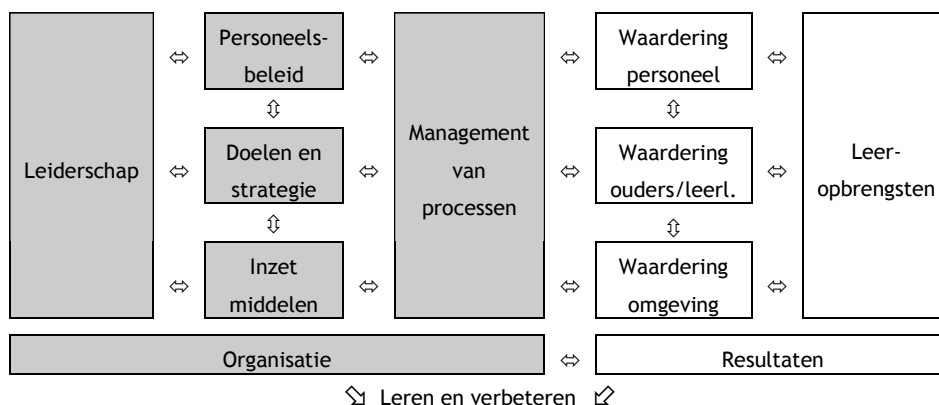 Leiderschap
Personeels-
beleid
Doelen en
strategie
Inzet
middelen
Management
van
processen
Waardering
personeel
Waardering
ouders/leerl.
Waardering
omgeving
Leer-
opbrengsten
Organisatie
Resultaten
Leren en verbeteren